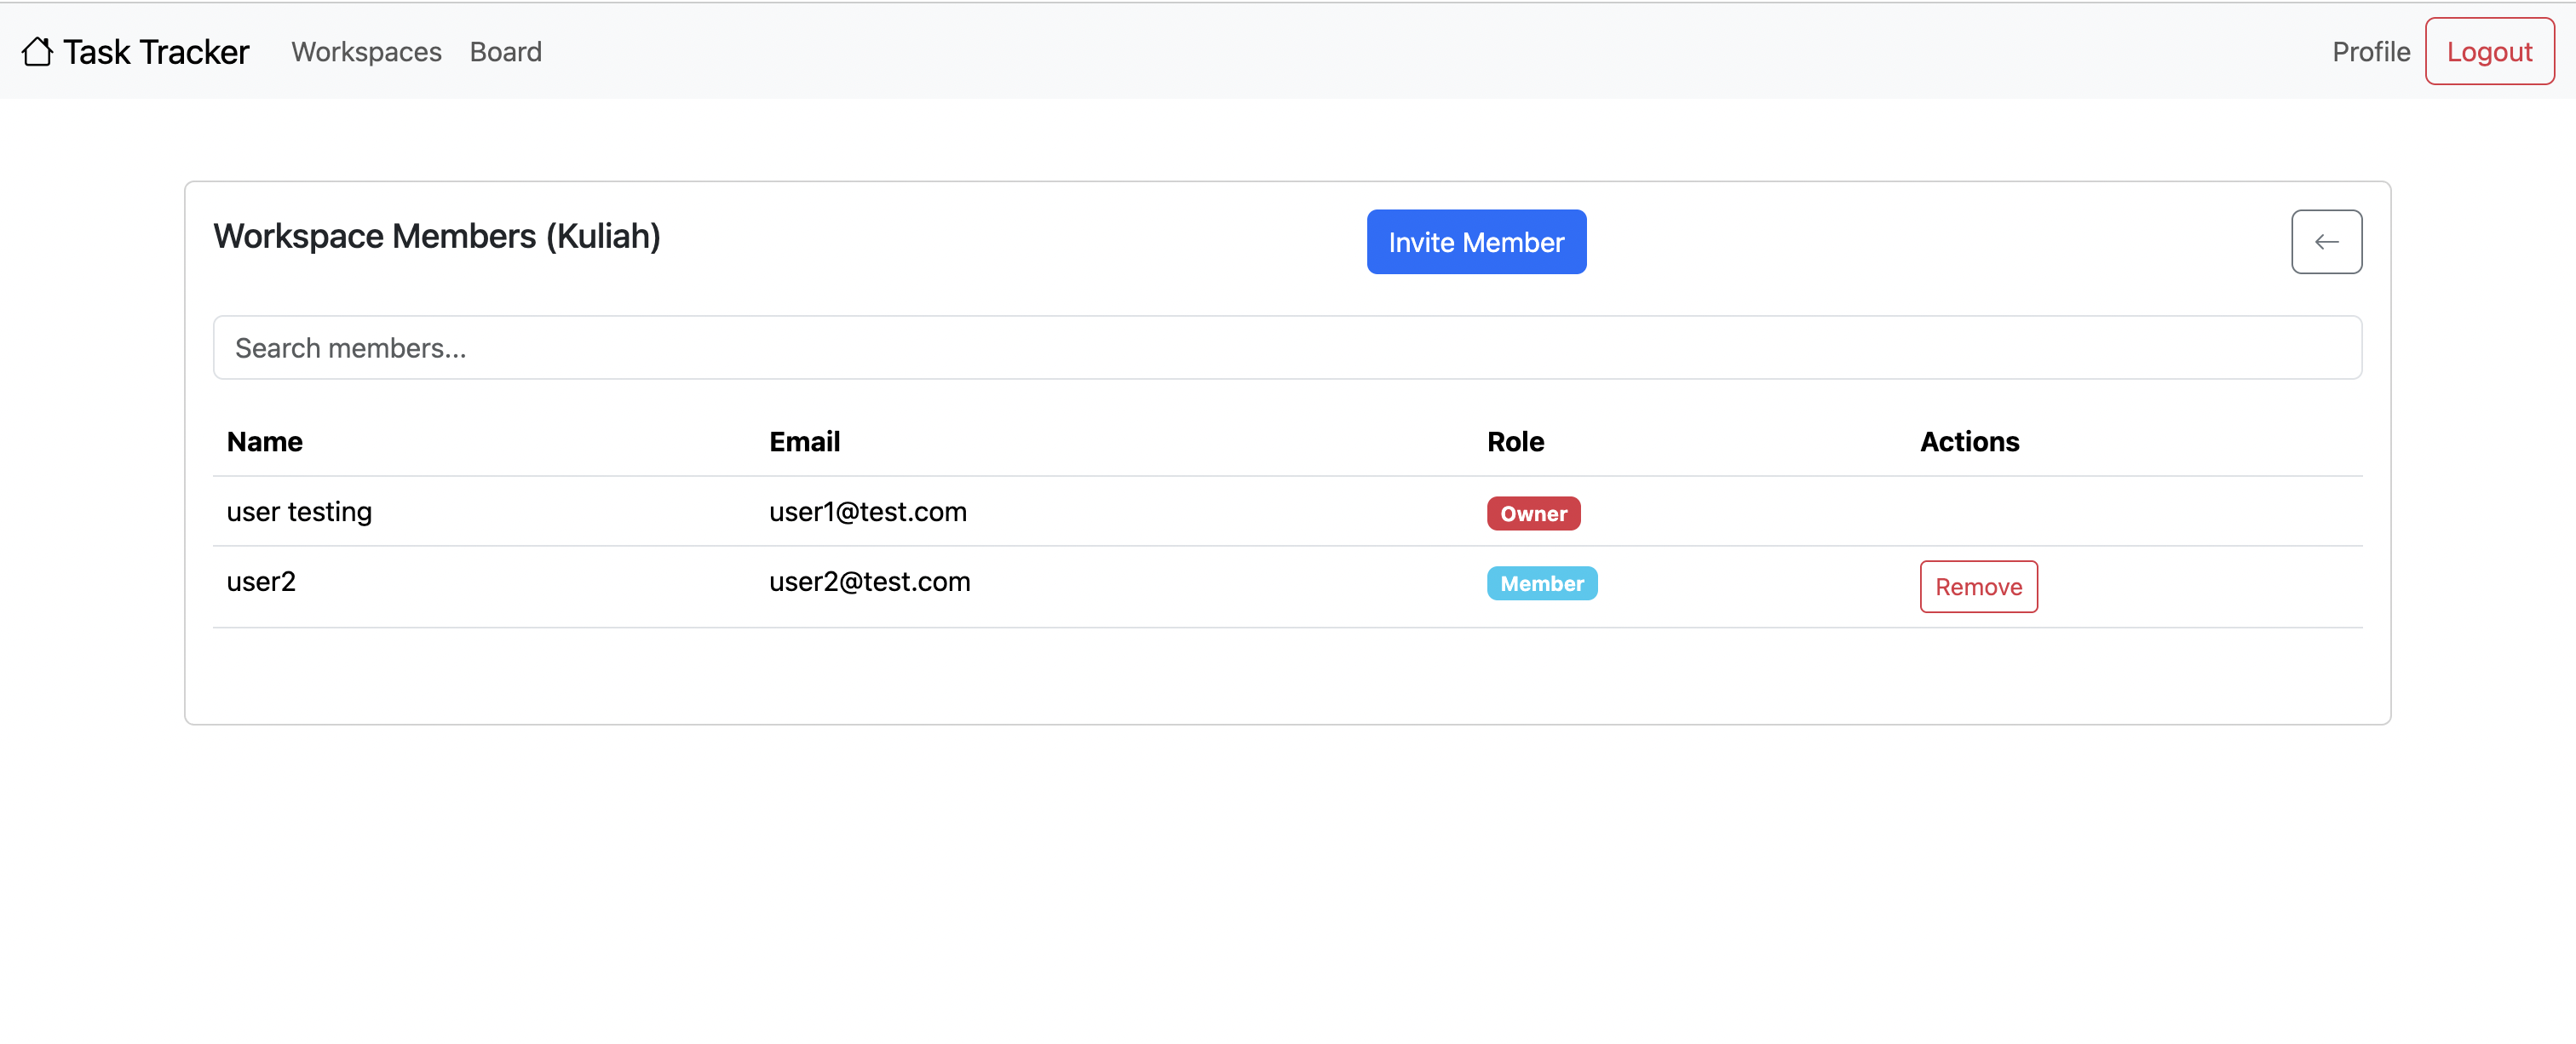 Task Tracker Workspaces Board Profile Logout
Workspace Members (Kuliah) Invite Member
Search members...
Name Email Role Actions
user testing user1@test.com Owner
user2 user2@test.com Member Remove